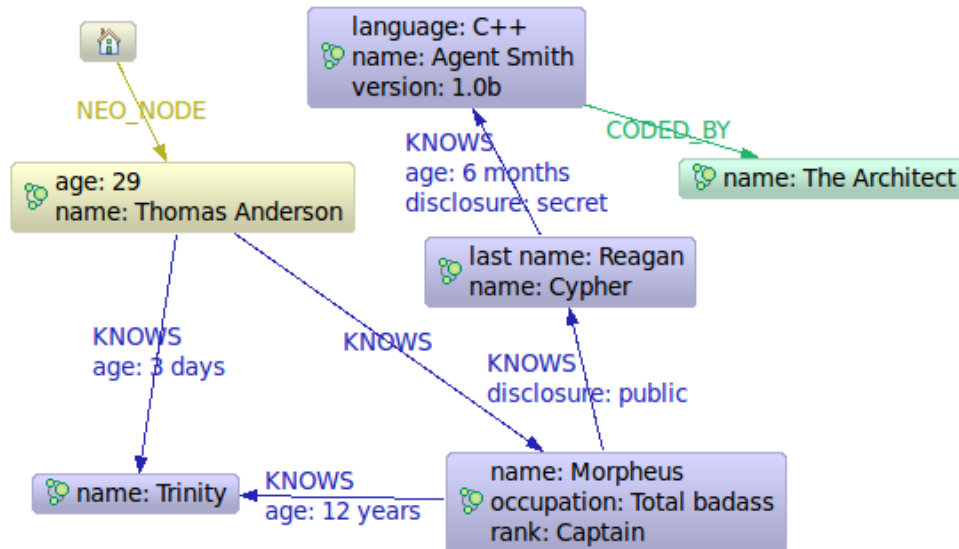 language: C++
name: Agent Smith
version: 1.0b
NEO_NODE
CODED_BY
KNOWS
age: 6 months
disclosure: secret
age: 29
name: Thomas Anderson
name: The Architect
last name: Reagan
name: Cypher
KNOWS
age: 3 days
KNOWS
KNOWS
disclosure: public
name: Trinity
KNOWS
age: 12 years
name: Morpheus
occupation: Total badass
rank: Captain